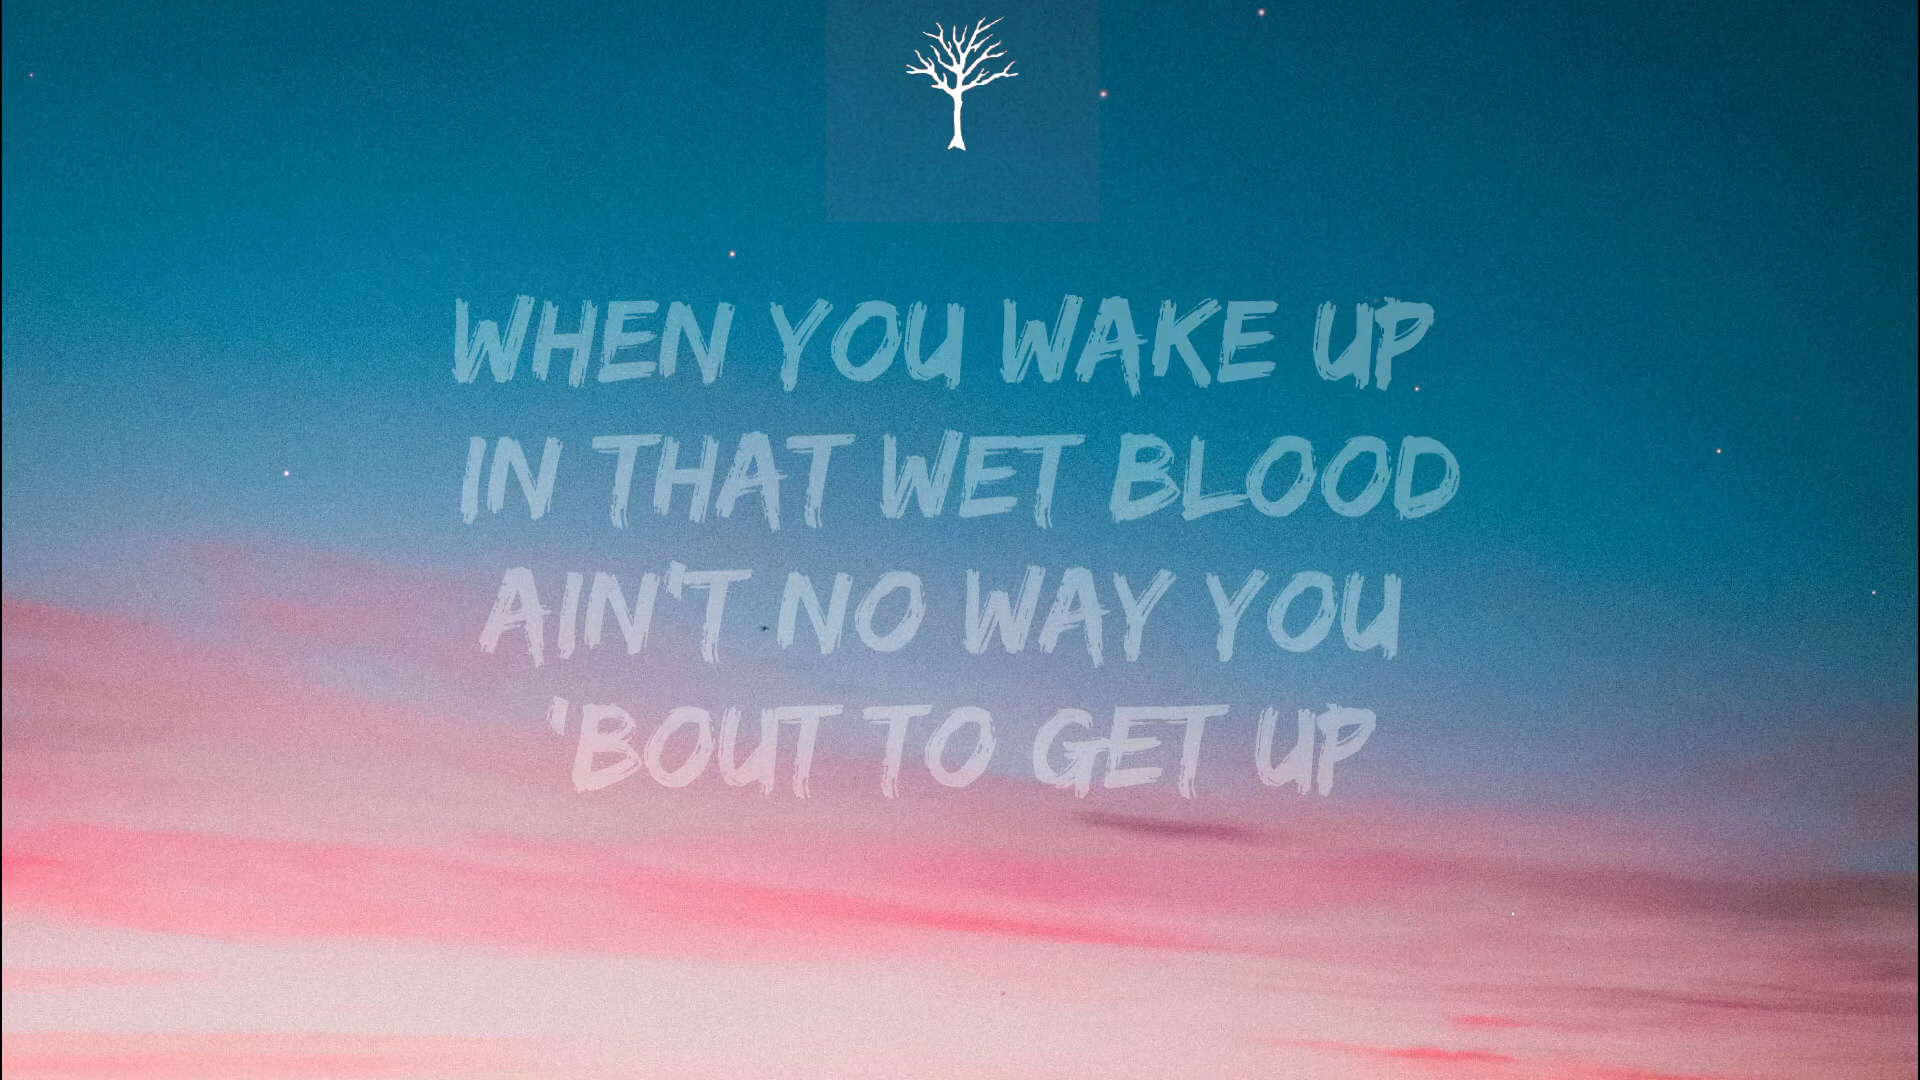 WHEN YOU WAKE UP
IN THAT WET BLOOD
AIN'T NO WAY YOU
'BOUT TO GET UP